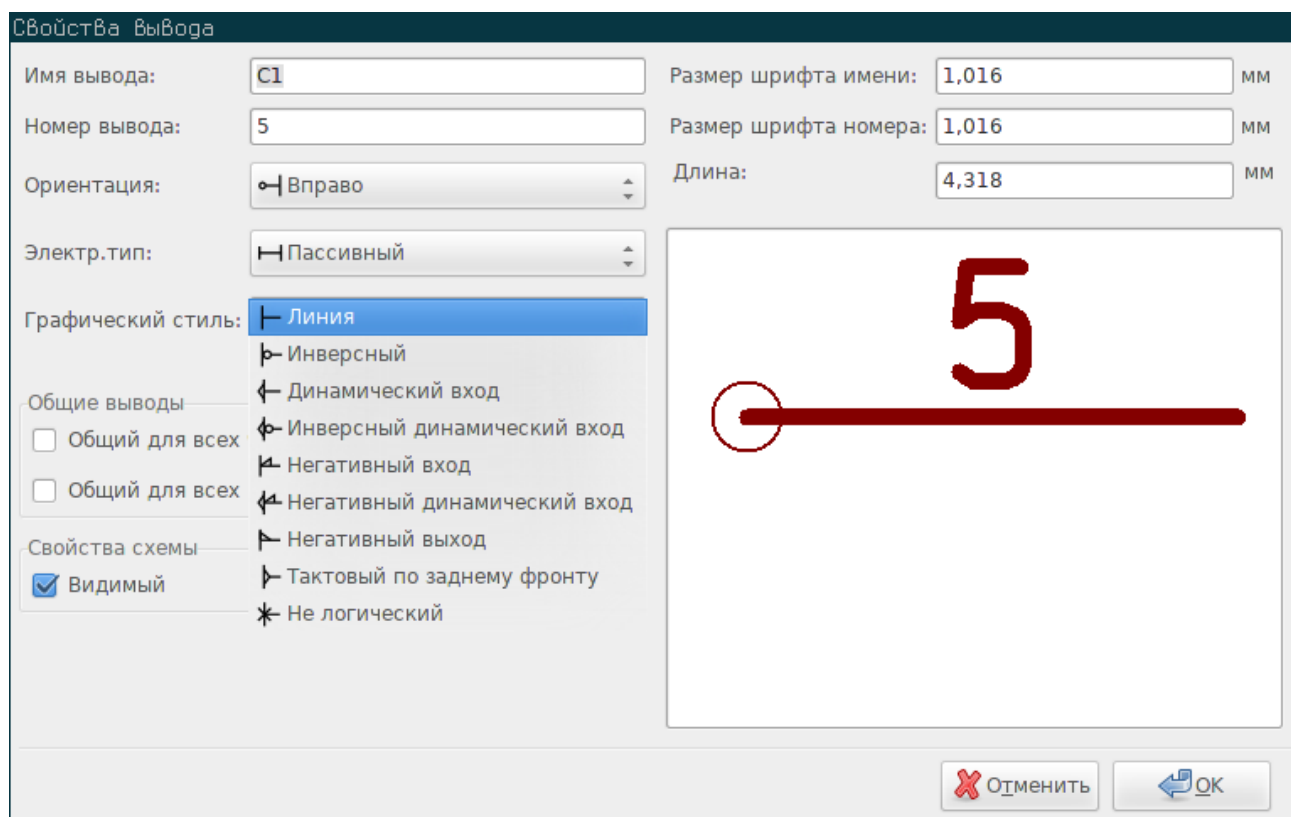 Свойства вывода
Имя вывода: C1
Размер шрифта имени: 1,016 мм
Номер вывода: 5
Размер шрифта номера: 1,016 мм
Ориентация: Вправо
Длина: 4,318 мм
Электр.тип: Пассивный
5
Графический стиль:
Линия
Инверсный
Динамический вход
Инверсный динамический вход
Негативный вход
Негативный динамический вход
Негативный выход
Тактовый по заднему фронту
Не логический
Общие выводы
Общий для всех
Общий для всех
Свойства схемы
Видимый
Отменить
OK